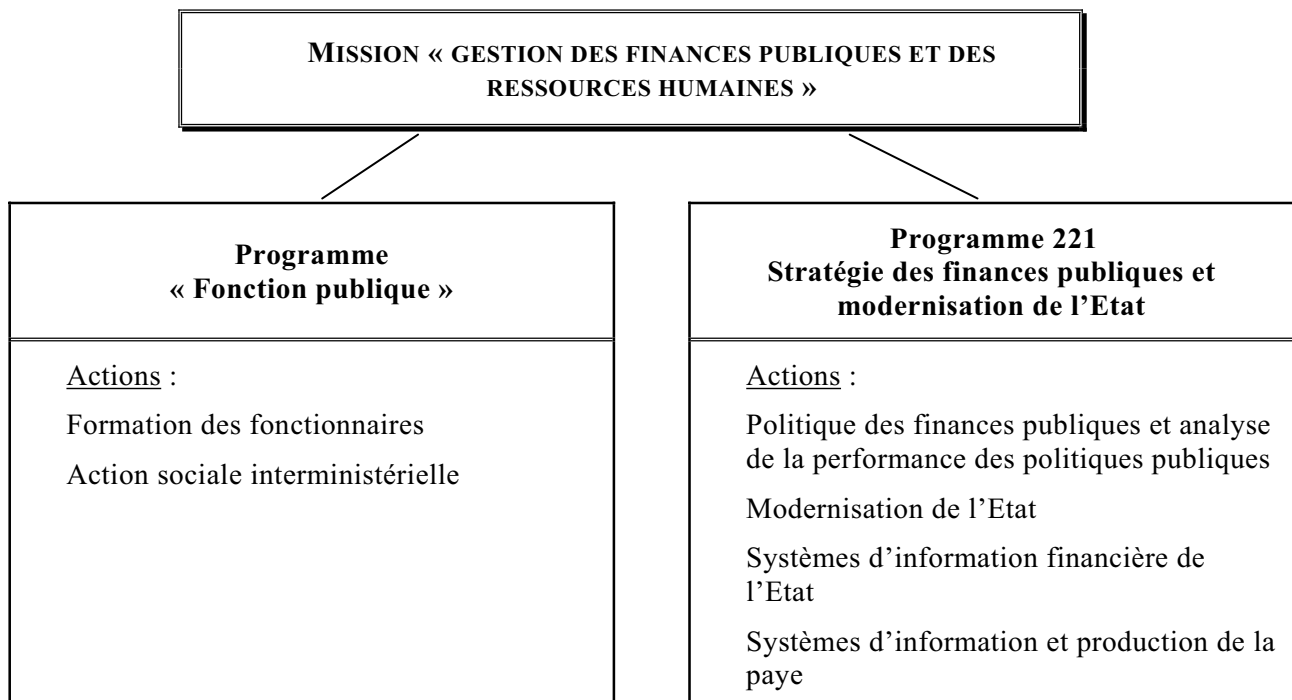 MISSION « GESTION DES FINANCES PUBLIQUES ET DES
RESSOURCES HUMAINES »
Programme
« Fonction publique »
Actions :
Formation des fonctionnaires
Action sociale interministérielle
Programme 221
Stratégie des finances publiques et
modernisation de l’Etat
Actions :
Politique des finances publiques et analyse
de la performance des politiques publiques
Modernisation de l’Etat
Systèmes d’information financière de
l’Etat
Systèmes d’information et production de la
paye